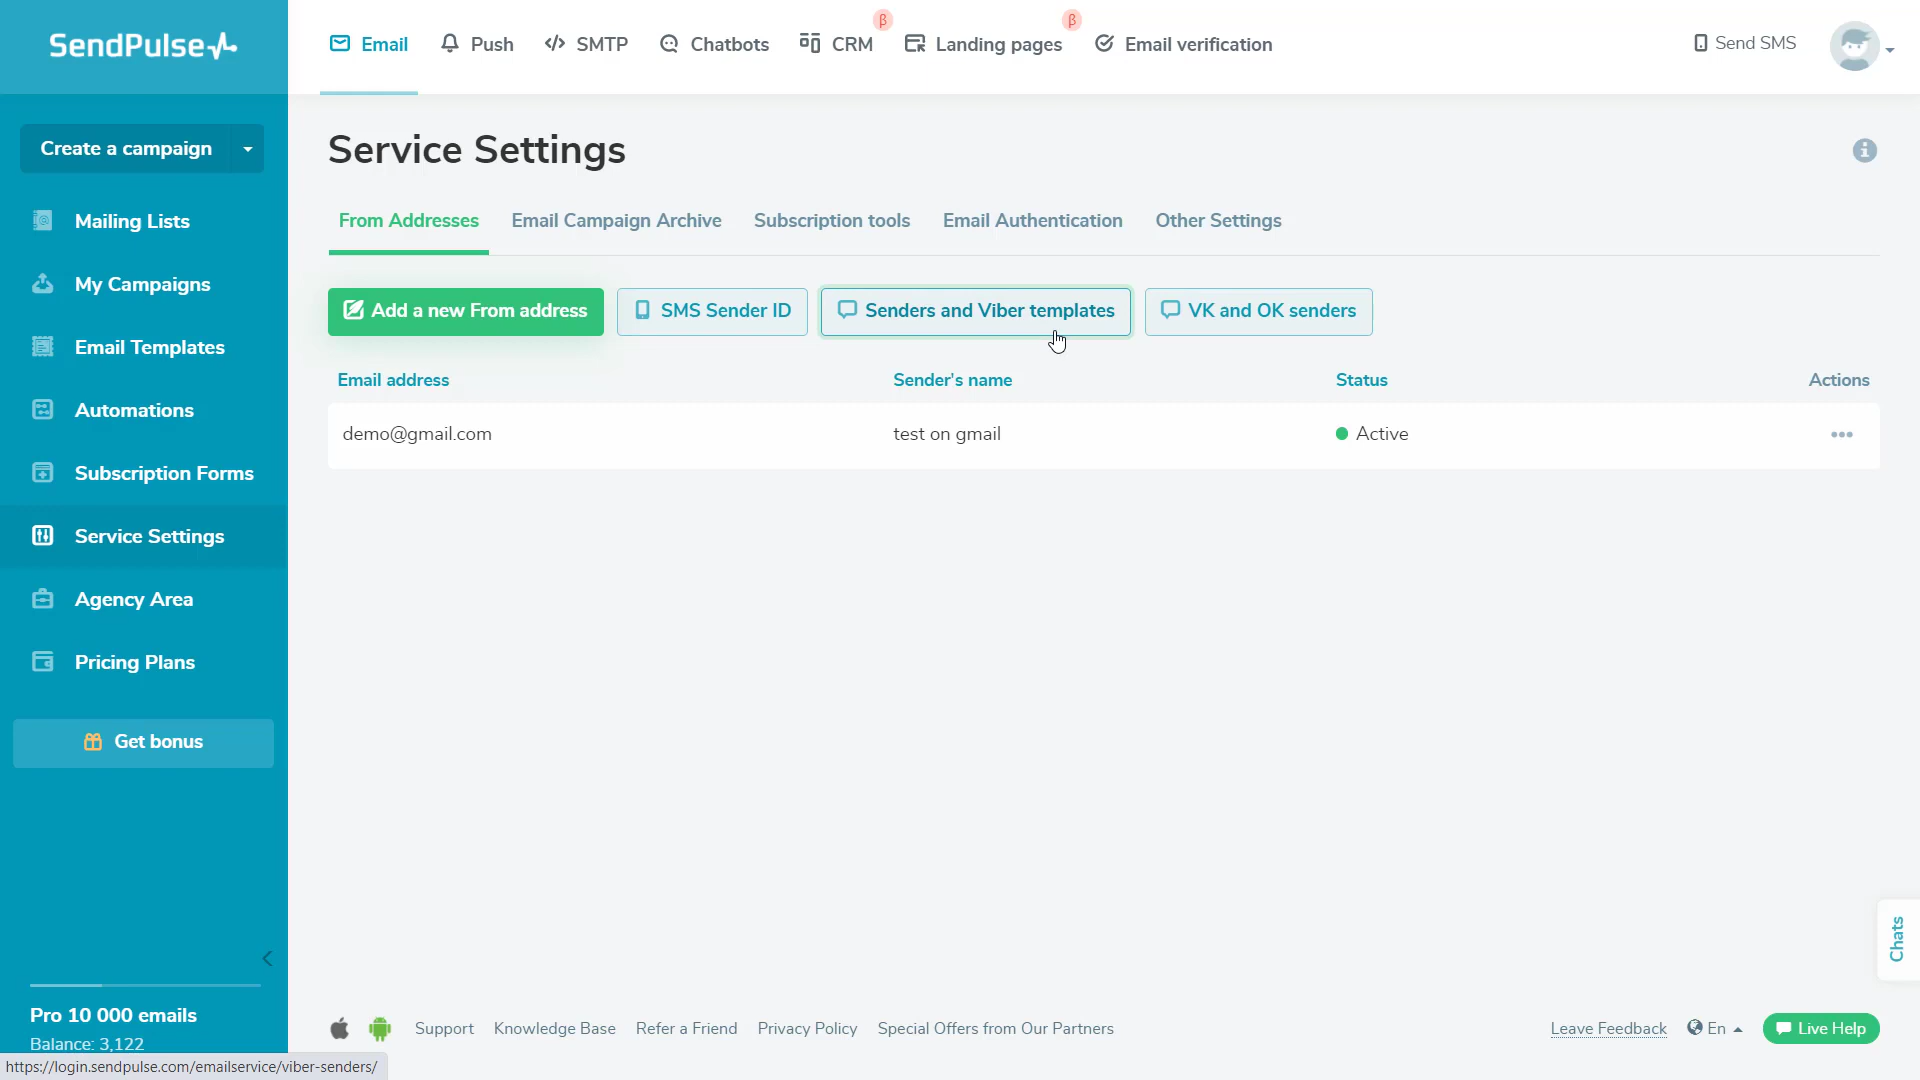 SendPulse
Email
Push
SMTP
Chatbots
CRM
β
Landing pages
β
Email verification
Send SMS
Create a campaign
Mailing Lists
My Campaigns
Email Templates
Automations
Subscription Forms
Service Settings
Agency Area
Pricing Plans
Get bonus
Pro 10 000 emails
Balance: 3,122
Service Settings
From Addresses
Email Campaign Archive
Subscription tools
Email Authentication
Other Settings
Add a new From address
SMS Sender ID
Senders and Viber templates
VK and OK senders
Email address
Sender's name
Status
Actions
demo@gmail.com
test on gmail
Active
Chats
Support
Knowledge Base
Refer a Friend
Privacy Policy
Special Offers from Our Partners
Leave Feedback
En
Live Help
https://login.sendpulse.com/emailservice/viber-senders/